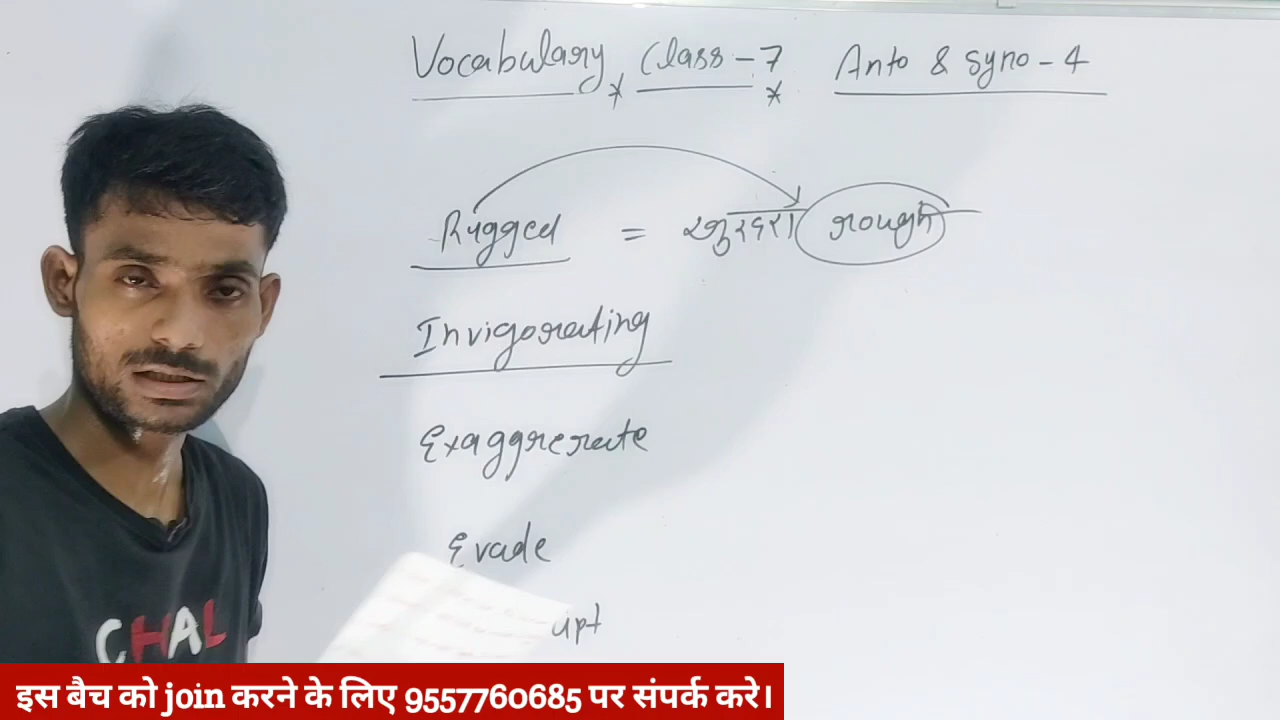 Vocabulary Class-7 Anto & Syno-4
Rugged = खुरदरा rough
Invigorating
Exaggrerate
Evade
upt
CHAL
इस बैच को join करने के लिए 9557760685 पर संपर्क करे।